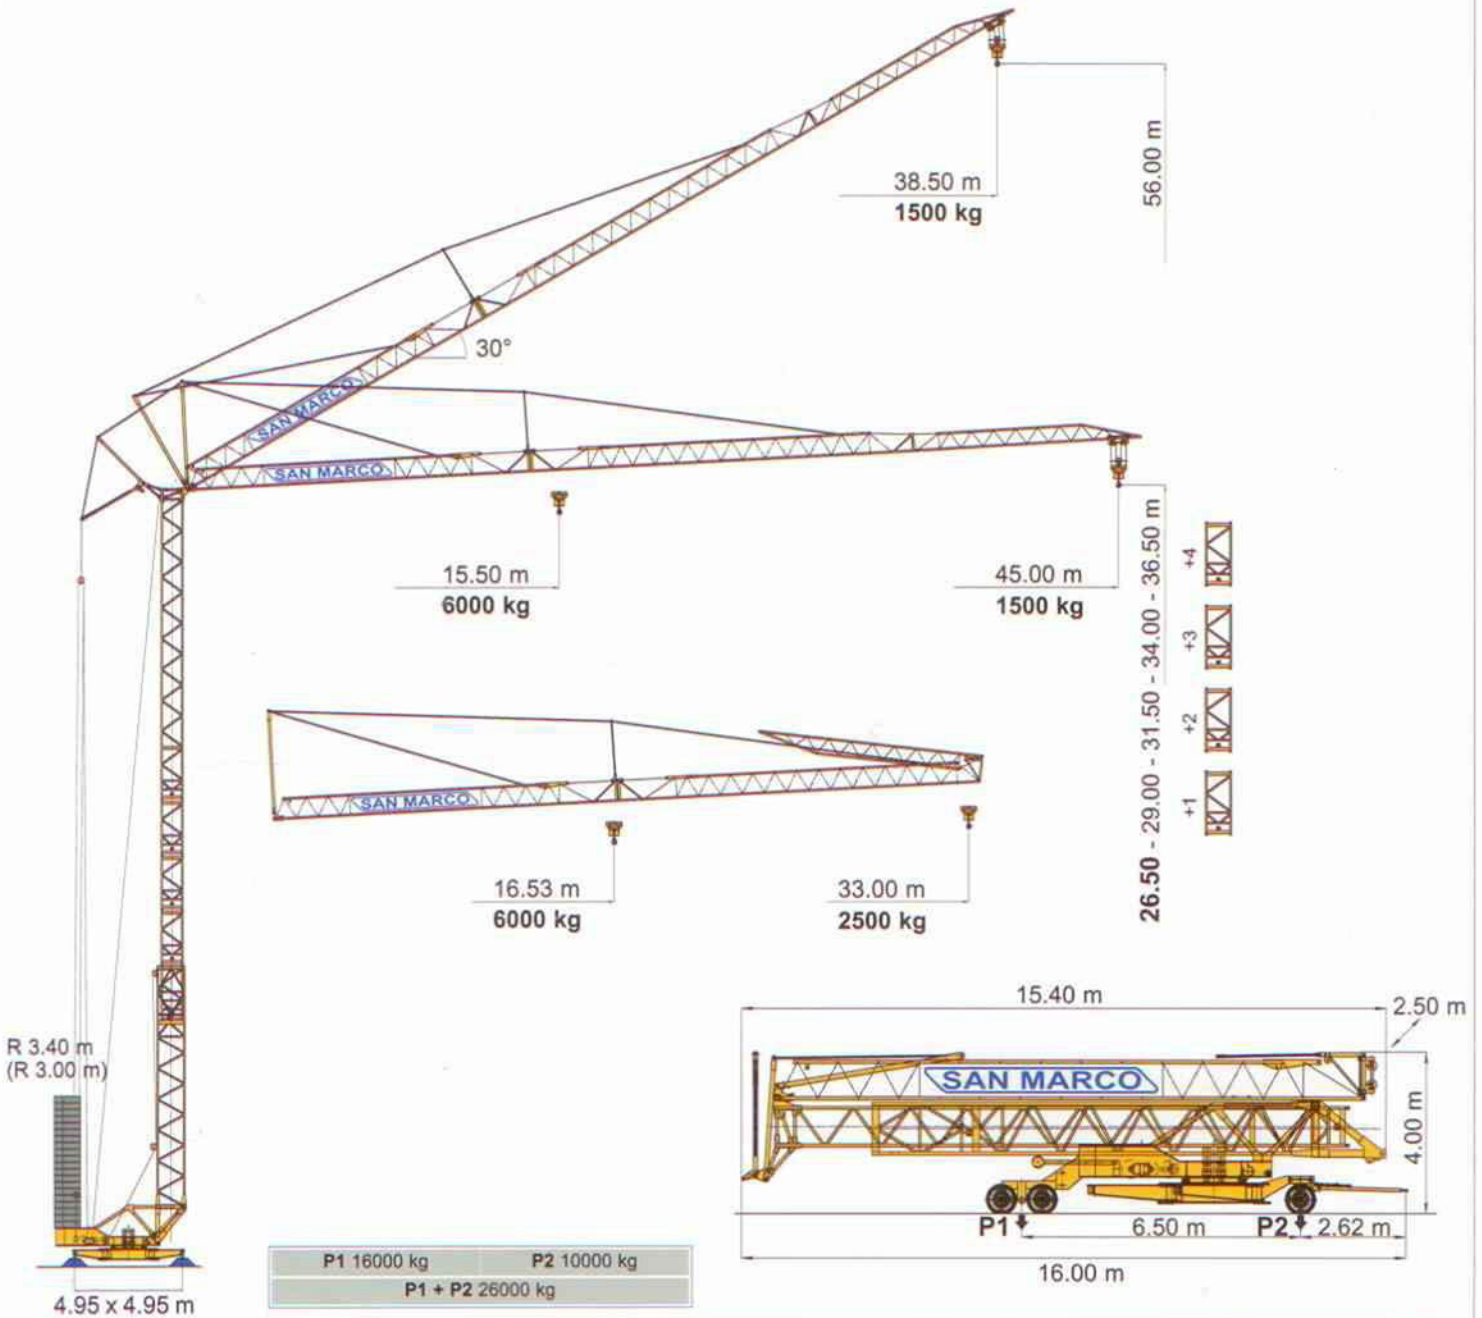 38.50 m
1500 kg
56.00 m
30°
SAN MARCO
SAN MARCO
15.50 m
6000 kg
45.00 m
1500 kg
26.50 - 29.00 - 31.50 - 34.00 - 36.50 m
+4
+3
+2
+1
SAN MARCO
16.53 m
6000 kg
33.00 m
2500 kg
R 3.40 m
(R 3.00 m)
4.95 x 4.95 m
P1 16000 kg P2 10000 kg
P1 + P2 26000 kg
15.40 m
2.50 m
SAN MARCO
4.00 m
P1 6.50 m P2 2.62 m
16.00 m